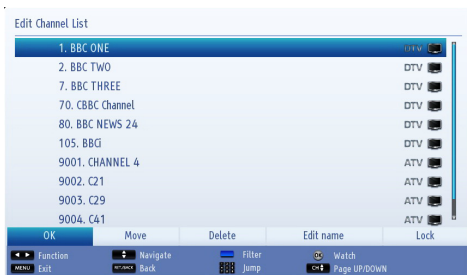 Edit Channel List
1. BBC ONE DTV
2. BBC TWO DTV
7. BBC THREE DTV
70. CBBC Channel DTV
80. BBC NEWS 24 DTV
105. BBCi DTV
9001. CHANNEL 4 ATV
9002. C21 ATV
9003. C29 ATV
9004. C41 ATV
OK Move Delete Edit name Lock
Function Navigate Filter OK Watch
MENU Exit RET/BACK Back Jump CH Page UP/DOWN